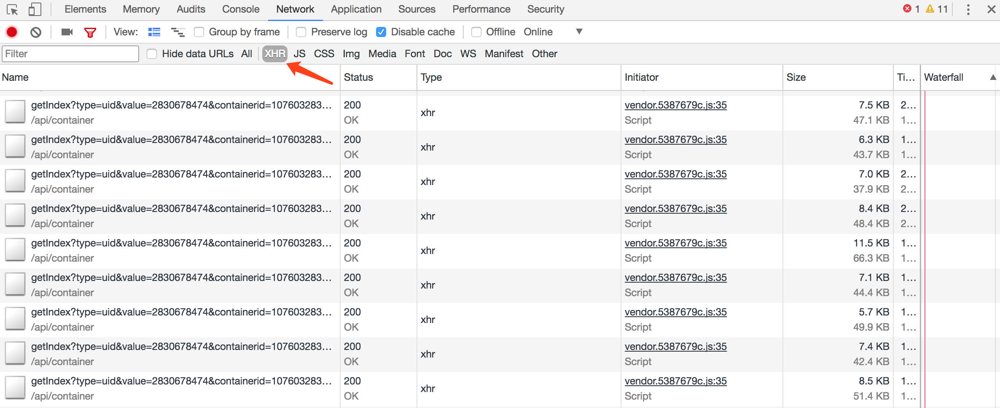 Elements Memory Audits Console Network Application Sources Performance Security 1 11
View: Group by frame Preserve log Disable cache Offline Online
Filter Hide data URLs All XHR JS CSS Img Media Font Doc WS Manifest Other
Name Status Type Initiator Size Ti... Waterfall
getIndex?type=uid&value=2830678474&containerid=107603283... 200 xhr vendor.5387679c.js:35 7.5 KB 2...
/api/container OK Script 47.1 KB 1...
getIndex?type=uid&value=2830678474&containerid=107603283... 200 xhr vendor.5387679c.js:35 6.3 KB 1...
/api/container OK Script 43.7 KB 1...
getIndex?type=uid&value=2830678474&containerid=107603283... 200 xhr vendor.5387679c.js:35 7.0 KB 2...
/api/container OK Script 37.9 KB 2...
getIndex?type=uid&value=2830678474&containerid=107603283... 200 xhr vendor.5387679c.js:35 8.4 KB 2...
/api/container OK Script 48.4 KB 2...
getIndex?type=uid&value=2830678474&containerid=107603283... 200 xhr vendor.5387679c.js:35 11.5 KB 1...
/api/container OK Script 66.3 KB 1...
getIndex?type=uid&value=2830678474&containerid=107603283... 200 xhr vendor.5387679c.js:35 7.1 KB 1...
/api/container OK Script 44.4 KB 1...
getIndex?type=uid&value=2830678474&containerid=107603283... 200 xhr vendor.5387679c.js:35 5.7 KB 1...
/api/container OK Script 49.9 KB 1...
getIndex?type=uid&value=2830678474&containerid=107603283... 200 xhr vendor.5387679c.js:35 7.4 KB 1...
/api/container OK Script 42.4 KB 1...
getIndex?type=uid&value=2830678474&containerid=107603283... 200 xhr vendor.5387679c.js:35 8.5 KB 1...
/api/container OK Script 51.4 KB 1...